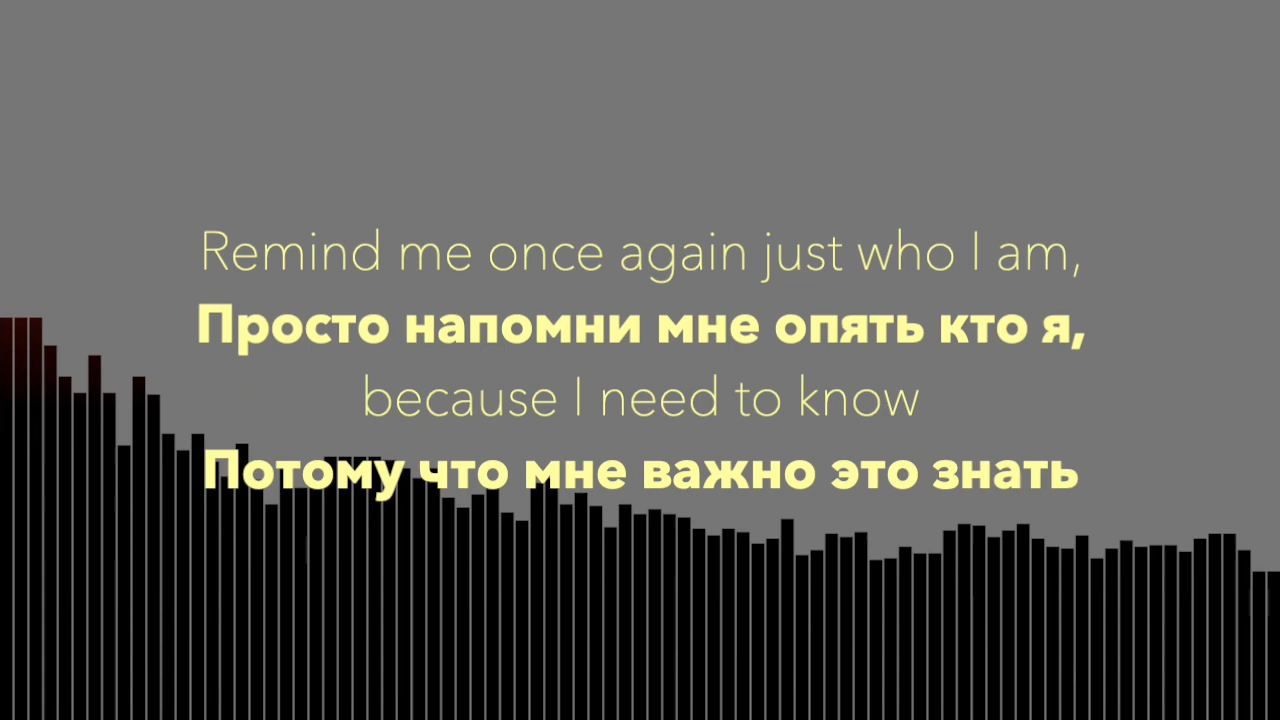 Remind me once again just who I am,
Просто напомни мне опять кто я,
because I need to know
Потому что мне важно это знать